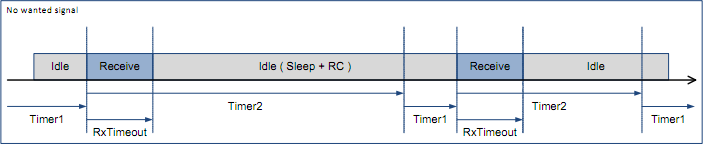 No wanted signal
Idle
Receive
Idle ( Sleep + RC )
Receive
Idle
Timer1
Timer2
Timer1
Timer2
Timer1
RxTimeout
RxTimeout